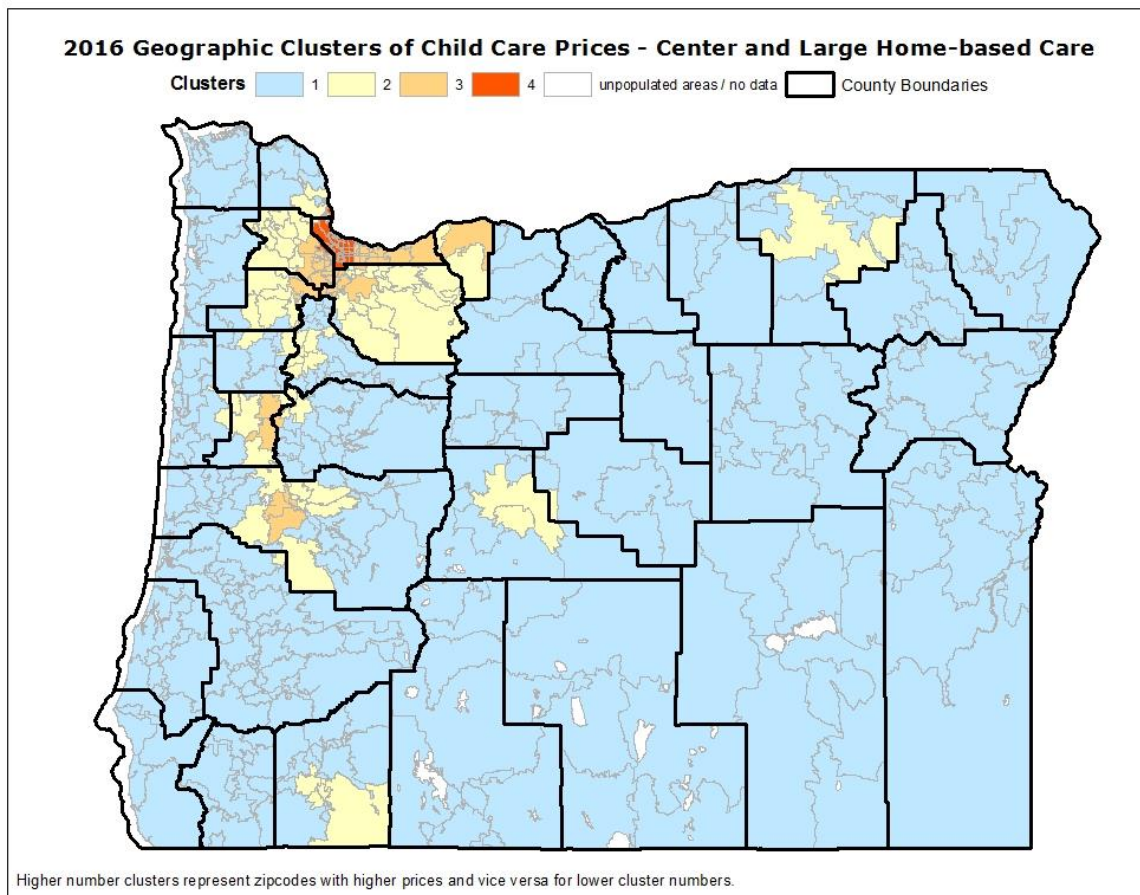 2016 Geographic Clusters of Child Care Prices - Center and Large Home-based Care
Clusters 1 2 3 4 unpopulated areas / no data County Boundaries
Higher number clusters represent zipcodes with higher prices and vice versa for lower cluster numbers.